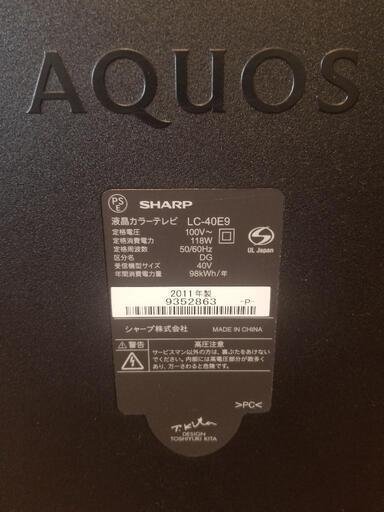 AQUOS
PS
E
SHARP
液晶カラーテレビ LC-40E9
定格電圧 100V～
定格消費電力 118W
定格周波数 50/60Hz
区分名 DG
受信機型サイズ 40V
年間消費電力量 98kWh/年
S
UL Japan
2011年製
9352863 -P-
シャープ株式会社 MADE IN CHINA
⚠警告 高圧注意
サービスマン以外の方は、裏ぶたをあけない
でください。内部には高電圧部分が数多く
あり、万一さわると危険です。
>PC<
T. Kita
DESIGN
TOSHIYUKI KITA